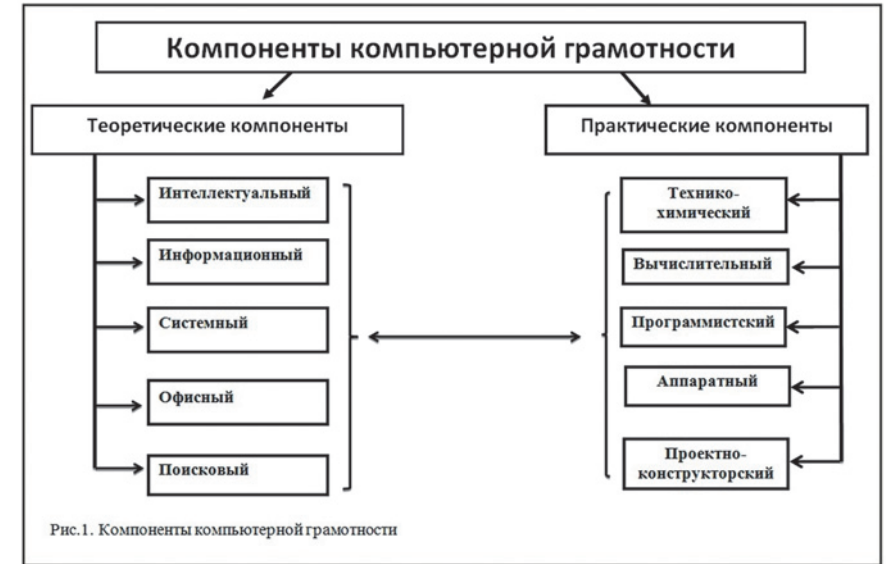 Компоненты компьютерной грамотности
Теоретические компоненты
Интеллектуальный
Информационный
Системный
Офисный
Поисковый
Практические компоненты
Технико-
химический
Вычислительный
Программистский
Аппаратный
Проектно-
конструкторский
Рис.1. Компоненты компьютерной грамотности